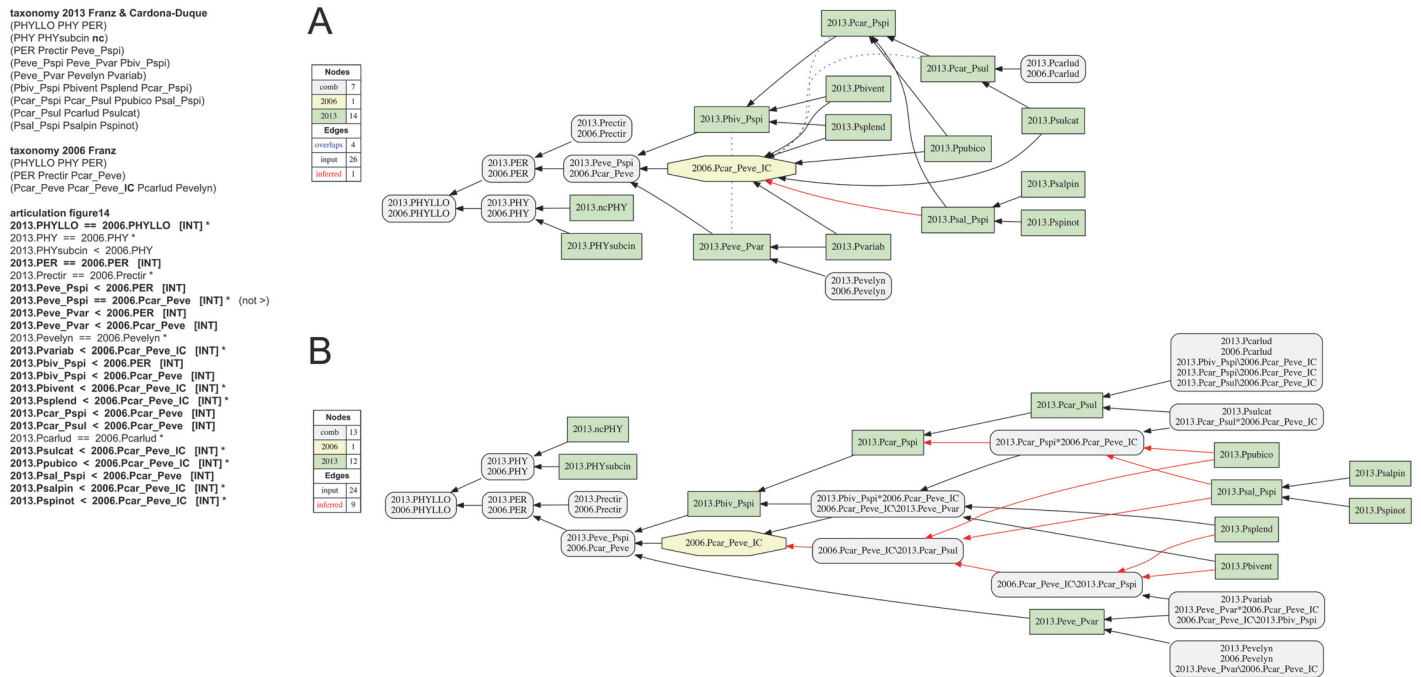 taxonomy 2013 Franz & Cardona-Duque
(PHYLLO PHY PER)
(PHY PHYsubcin nc)
(PER Prectir Peve_Pspi)
(Peve_Pspi Peve_Pvar Pbiv_Pspi)
(Peve_Pvar Pevelyn Pvariab)
(Pbiv_Pspi Pbivent Psplend Pcar_Pspi)
(Pcar_Pspi Pcar_Psul Ppubico Psal_Pspi)
(Pcar_Psul Pcarlud Psulcat)
(Psal_Pspi Psalpin Pspinot)
taxonomy 2006 Franz
(PHYLLO PHY PER)
(PER Prectir Pcar_Peve)
(Pcar_Peve Pcar_Peve_IC Pcarlud Pevelyn)
articulation figure14
2013.PHYLLO == 2006.PHYLLO [INT] *
2013.PHY == 2006.PHY *
2013.PHYsubcin < 2006.PHY
2013.PER == 2006.PER [INT]
2013.Prectir == 2006.Prectir *
2013.Peve_Pspi < 2006.PER [INT]
2013.Peve_Pspi == 2006.Pcar_Peve [INT] * (not >)
2013.Peve_Pvar < 2006.PER [INT]
2013.Peve_Pvar < 2006.Pcar_Peve [INT]
2013.Pevelyn == 2006.Pevelyn *
2013.Pvariab < 2006.Pcar_Peve_IC [INT] *
2013.Pbiv_Pspi < 2006.PER [INT]
2013.Pbiv_Pspi < 2006.Pcar_Peve [INT]
2013.Pbivent < 2006.Pcar_Peve_IC [INT] *
2013.Psplend < 2006.Pcar_Peve_IC [INT] *
2013.Pcar_Pspi < 2006.Pcar_Peve [INT]
2013.Pcar_Psul < 2006.Pcar_Peve [INT]
2013.Pcarlud == 2006.Pcarlud *
2013.Psulcat < 2006.Pcar_Peve_IC [INT] *
2013.Ppubico < 2006.Pcar_Peve_IC [INT] *
2013.Psal_Pspi < 2006.Pcar_Peve [INT]
2013.Psalpin < 2006.Pcar_Peve_IC [INT] *
2013.Pspinot < 2006.Pcar_Peve_IC [INT] *
A
Nodes
comb 7
2006 1
2013 14
Edges
overlaps 4
input 26
inferred 1
2013.Pcar_Pspi
2013.Pcar_Psul
2013.Pcarlud
2006.Pcarlud
2013.Pbivent
2013.Pbiv_Pspi
2013.Psplend
2013.Psulcat
2013.Prectir
2006.Prectir
2013.Ppubico
2013.PER
2006.PER
2013.Peve_Pspi
2006.Pcar_Peve
2006.Pcar_Peve_IC
2013.Psalpin
2013.PHYLLO
2006.PHYLLO
2013.PHY
2006.PHY
2013.ncPHY
2013.Psal_Pspi
2013.Pspinot
2013.PHYsubcin
2013.Peve_Pvar
2013.Pvariab
2013.Pevelyn
2006.Pevelyn
B
Nodes
comb 13
2006 1
2013 12
Edges
input 24
inferred 9
2013.Pcarlud
2006.Pcarlud
2013.Pbiv_Pspi\2006.Pcar_Peve_IC
2013.Pcar_Pspi\2006.Pcar_Peve_IC
2013.Pcar_Psul\2006.Pcar_Peve_IC
2013.Pcar_Psul
2013.Psulcat
2013.Pcar_Psul*2006.Pcar_Peve_IC
2013.ncPHY
2013.Pcar_Pspi
2013.Pcar_Pspi*2006.Pcar_Peve_IC
2013.Ppubico
2013.PHY
2006.PHY
2013.PHYsubcin
2013.Psalpin
2013.Psal_Pspi
2013.PHYLLO
2006.PHYLLO
2013.PER
2006.PER
2013.Prectir
2006.Prectir
2013.Pbiv_Pspi
2013.Pbiv_Pspi*2006.Pcar_Peve_IC
2006.Pcar_Peve_IC\2013.Peve_Pvar
2013.Pspinot
2013.Psplend
2013.Peve_Pspi
2006.Pcar_Peve
2006.Pcar_Peve_IC
2006.Pcar_Peve_IC\2013.Pcar_Psul
2013.Pbivent
2006.Pcar_Peve_IC\2013.Pcar_Pspi
2013.Pvariab
2013.Peve_Pvar*2006.Pcar_Peve_IC
2006.Pcar_Peve_IC\2013.Pbiv_Pspi
2013.Peve_Pvar
2013.Pevelyn
2006.Pevelyn
2013.Peve_Pvar\2006.Pcar_Peve_IC